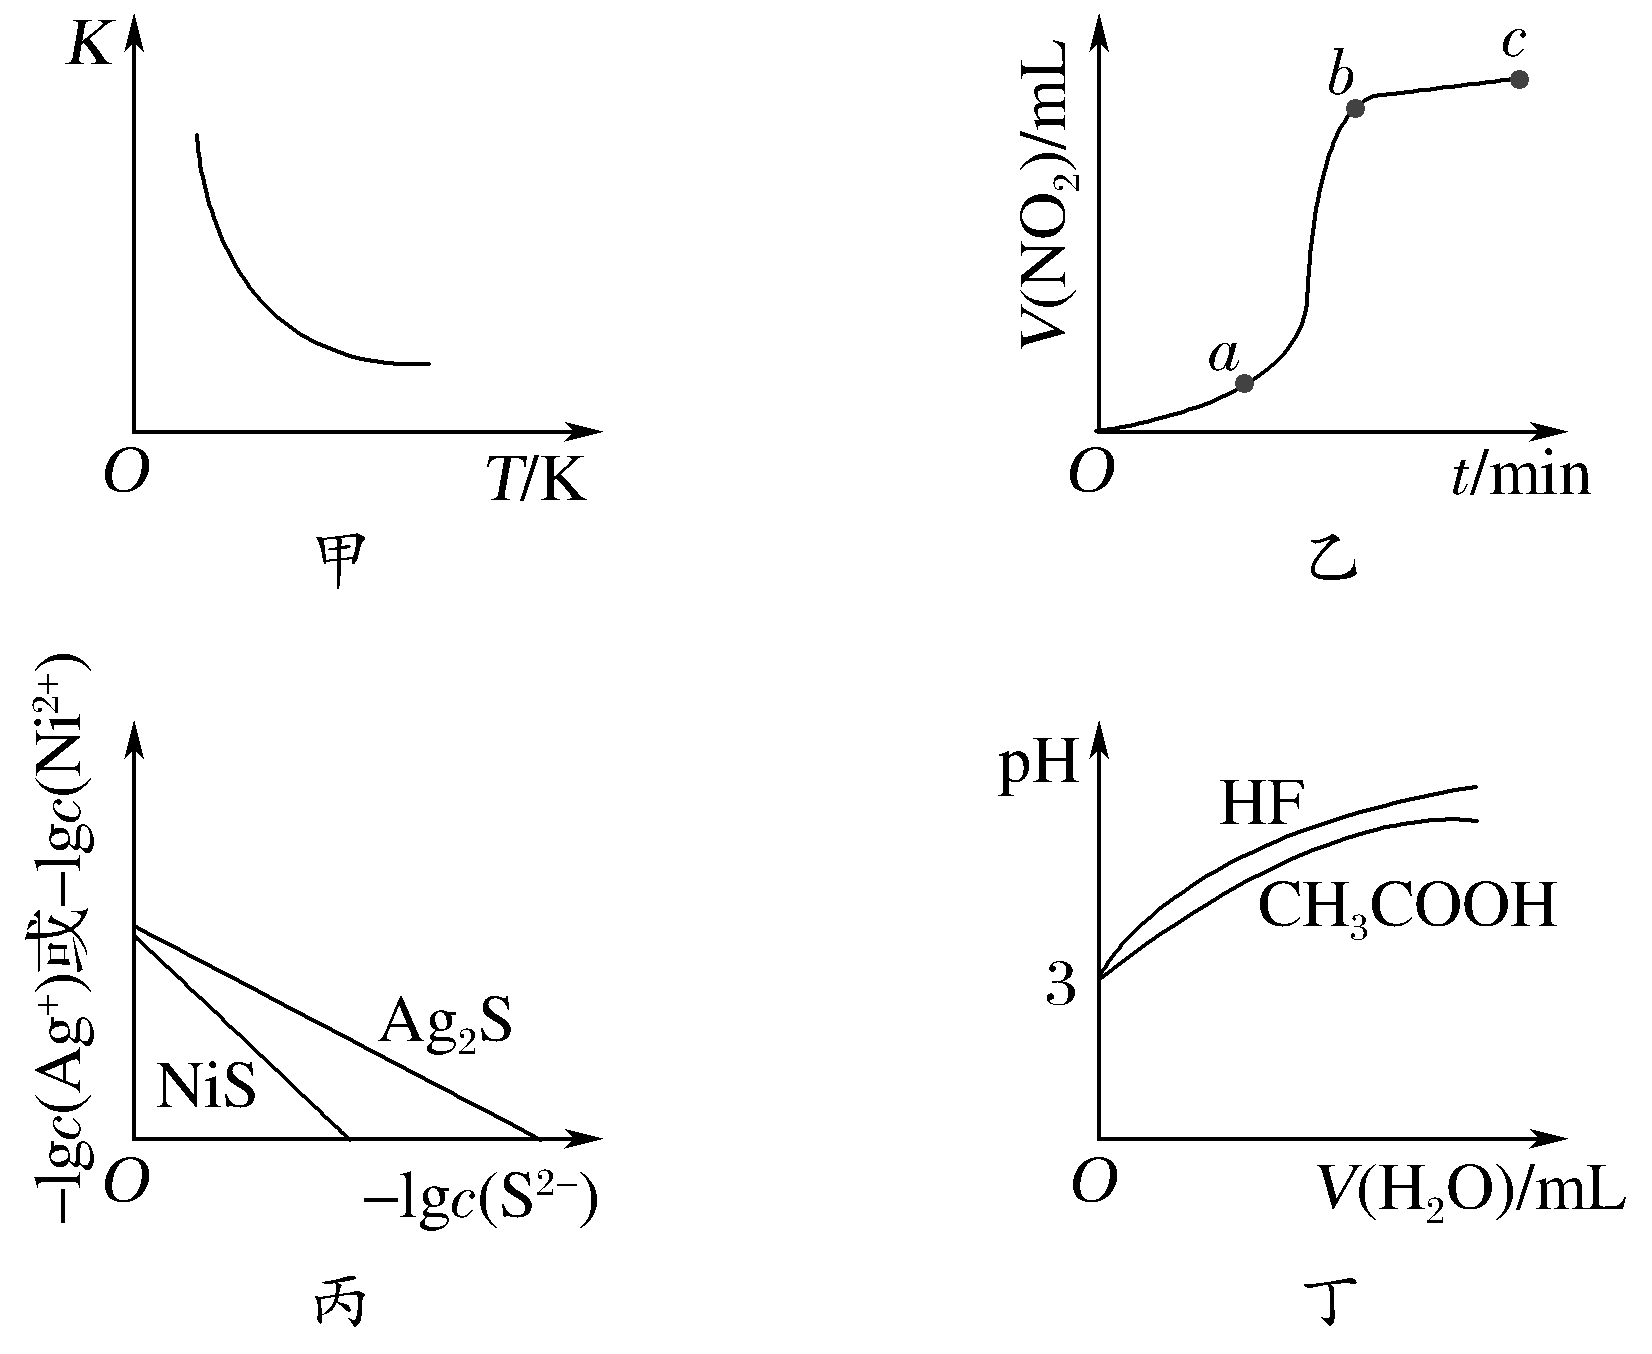 K
O
T/K
甲
V(NO₂)/mL
a
b
c
O
t/min
乙
−lgc(Ag⁺)或−lgc(Ni²⁺)
Ag₂S
NiS
O
−lgc(S²⁻)
丙
pH
HF
CH₃COOH
3
O
V(H₂O)/mL
丁